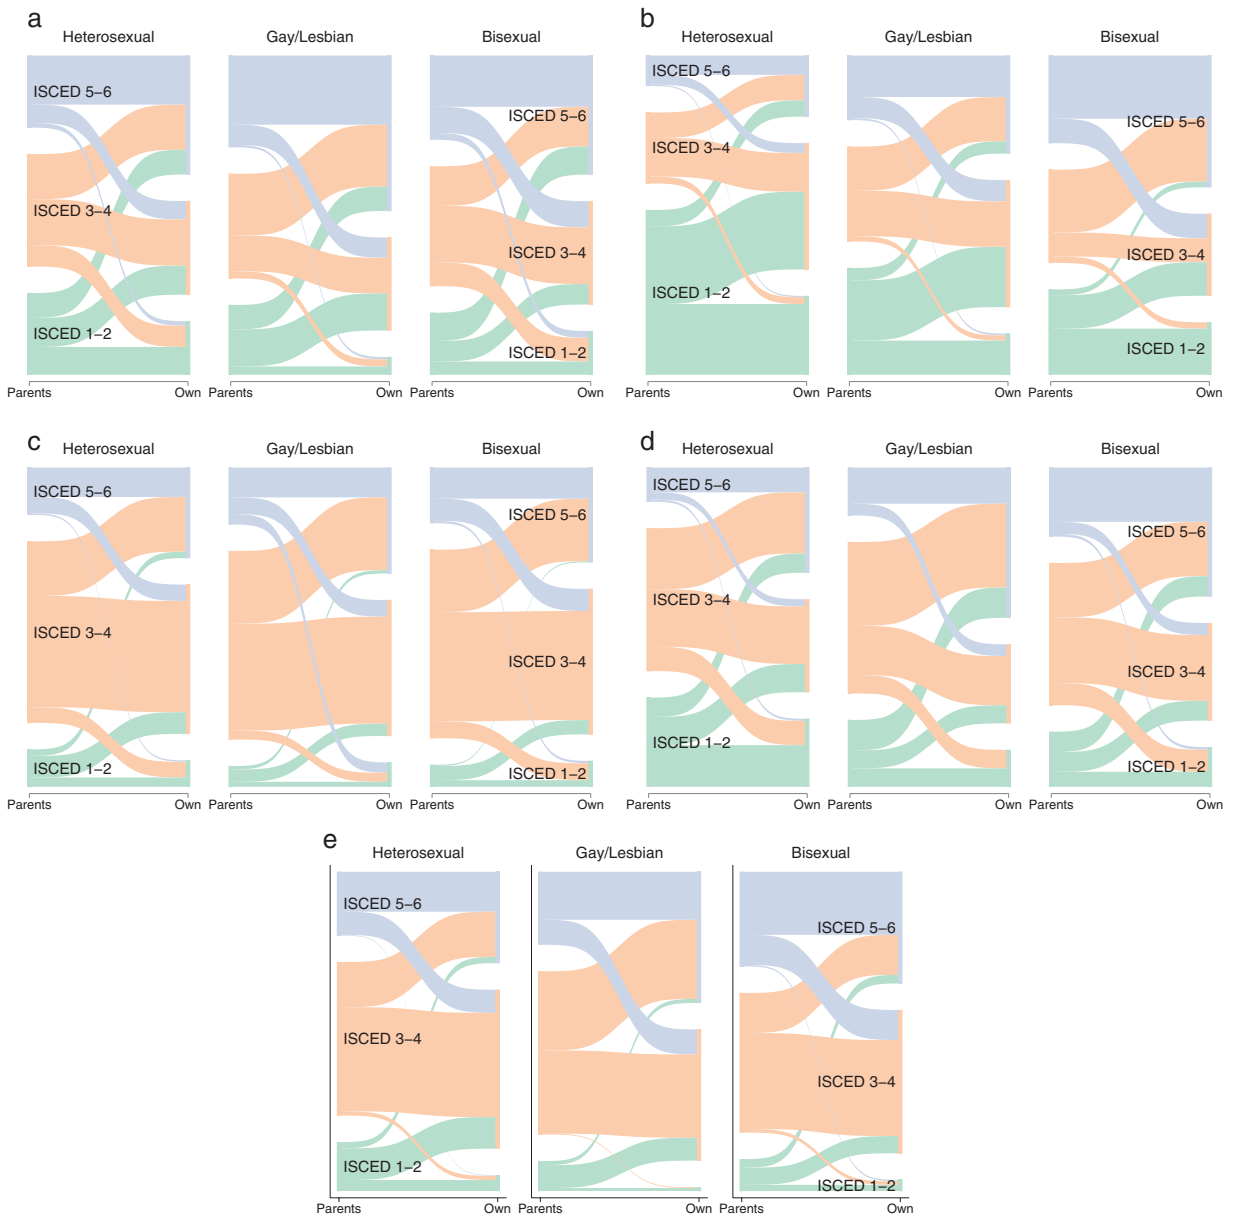 a
Heterosexual
Gay/Lesbian
Bisexual
ISCED 5–6
ISCED 3–4
ISCED 1–2
ISCED 5–6
ISCED 3–4
ISCED 1–2
Parents
Own
Parents
Own
Parents
Own
b
Heterosexual
Gay/Lesbian
Bisexual
ISCED 5–6
ISCED 3–4
ISCED 1–2
ISCED 5–6
ISCED 3–4
ISCED 1–2
Parents
Own
Parents
Own
Parents
Own
c
Heterosexual
Gay/Lesbian
Bisexual
ISCED 5–6
ISCED 3–4
ISCED 1–2
ISCED 5–6
ISCED 3–4
ISCED 1–2
Parents
Own
Parents
Own
Parents
Own
d
Heterosexual
Gay/Lesbian
Bisexual
ISCED 5–6
ISCED 3–4
ISCED 1–2
ISCED 5–6
ISCED 3–4
ISCED 1–2
Parents
Own
Parents
Own
Parents
Own
e
Heterosexual
Gay/Lesbian
Bisexual
ISCED 5–6
ISCED 3–4
ISCED 1–2
ISCED 5–6
ISCED 3–4
ISCED 1–2
Parents
Own
Parents
Own
Parents
Own